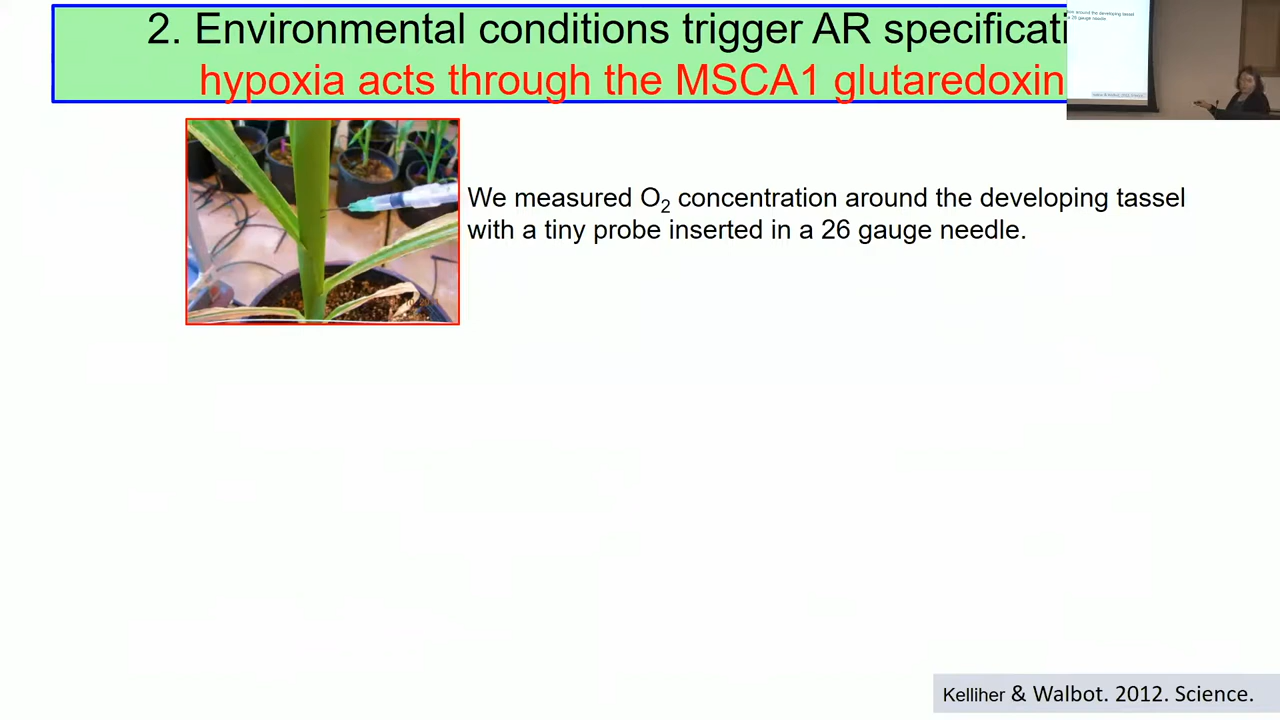 2. Environmental conditions trigger AR specificati
hypoxia acts through the MSCA1 glutaredoxin
We measured O₂ concentration around the developing tassel
with a tiny probe inserted in a 26 gauge needle.
Kelliher & Walbot. 2012. Science.